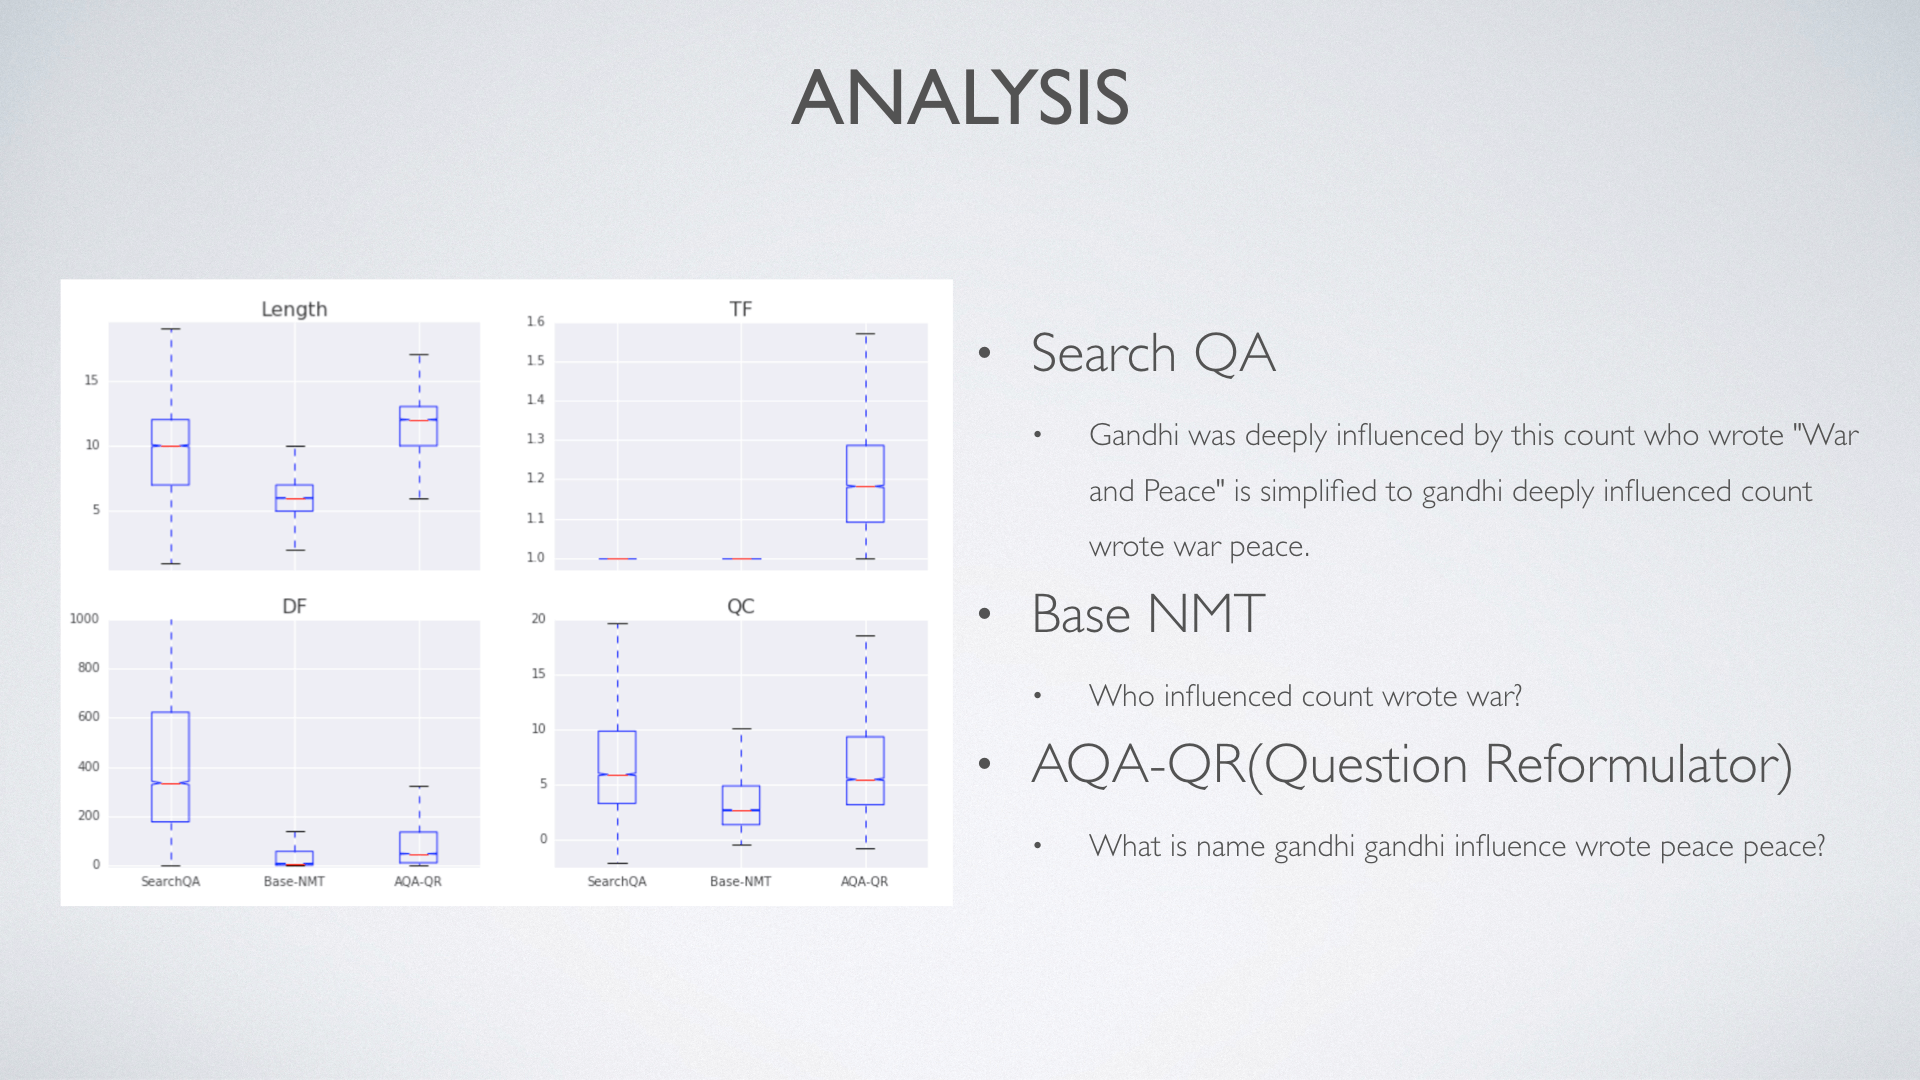 ANALYSIS
Length
15
10
5
TF
1.6
1.5
1.4
1.3
1.2
1.1
1.0
DF
1000
800
600
400
200
0
SearchQA Base-NMT AQA-QR
QC
20
15
10
5
0
SearchQA Base-NMT AQA-QR
• Search QA
• Gandhi was deeply influenced by this count who wrote "War
and Peace" is simplified to gandhi deeply influenced count
wrote war peace.
• Base NMT
• Who influenced count wrote war?
• AQA-QR(Question Reformulator)
• What is name gandhi gandhi influence wrote peace peace?